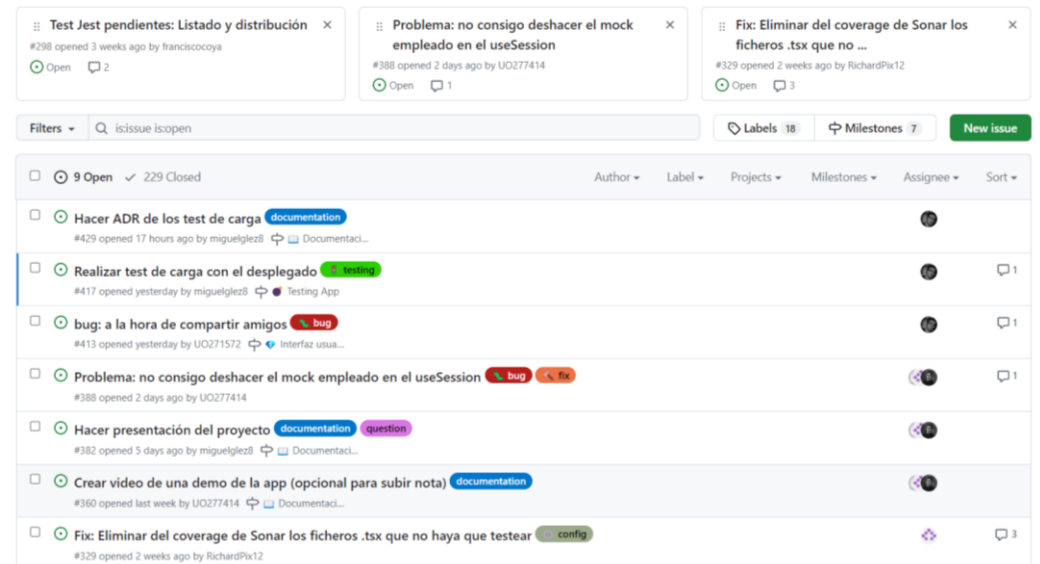 Test Jest pendientes: Listado y distribución
#298 opened 3 weeks ago by franciscocoya
Open 2
Problema: no consigo deshacer el mock
empleado en el useSession
#388 opened 2 days ago by UO277414
Open 1
Fix: Eliminar del coverage de Sonar los
ficheros .tsx que no ...
#329 opened 2 weeks ago by RichardPix12
Open 3
Filters is:issue is:open Labels 18 Milestones 7 New issue
9 Open 229 Closed Author Label Projects Milestones Assignee Sort
Hacer ADR de los test de carga documentation
#429 opened 17 hours ago by miguelglez8 Documentaci...
Realizar test de carga con el desplegado testing 1
#417 opened yesterday by miguelglez8 Testing App
bug: a la hora de compartir amigos bug 1
#413 opened yesterday by UO271572 Interfaz usua...
Problema: no consigo deshacer el mock empleado en el useSession bug fix 1
#388 opened 2 days ago by UO277414
Hacer presentación del proyecto documentation question
#382 opened 5 days ago by miguelglez8 Documentaci...
Crear video de una demo de la app (opcional para subir nota) documentation
#360 opened last week by UO277414 Documentaci...
Fix: Eliminar del coverage de Sonar los ficheros .tsx que no haya que testear config 3
#329 opened 2 weeks ago by RichardPix12